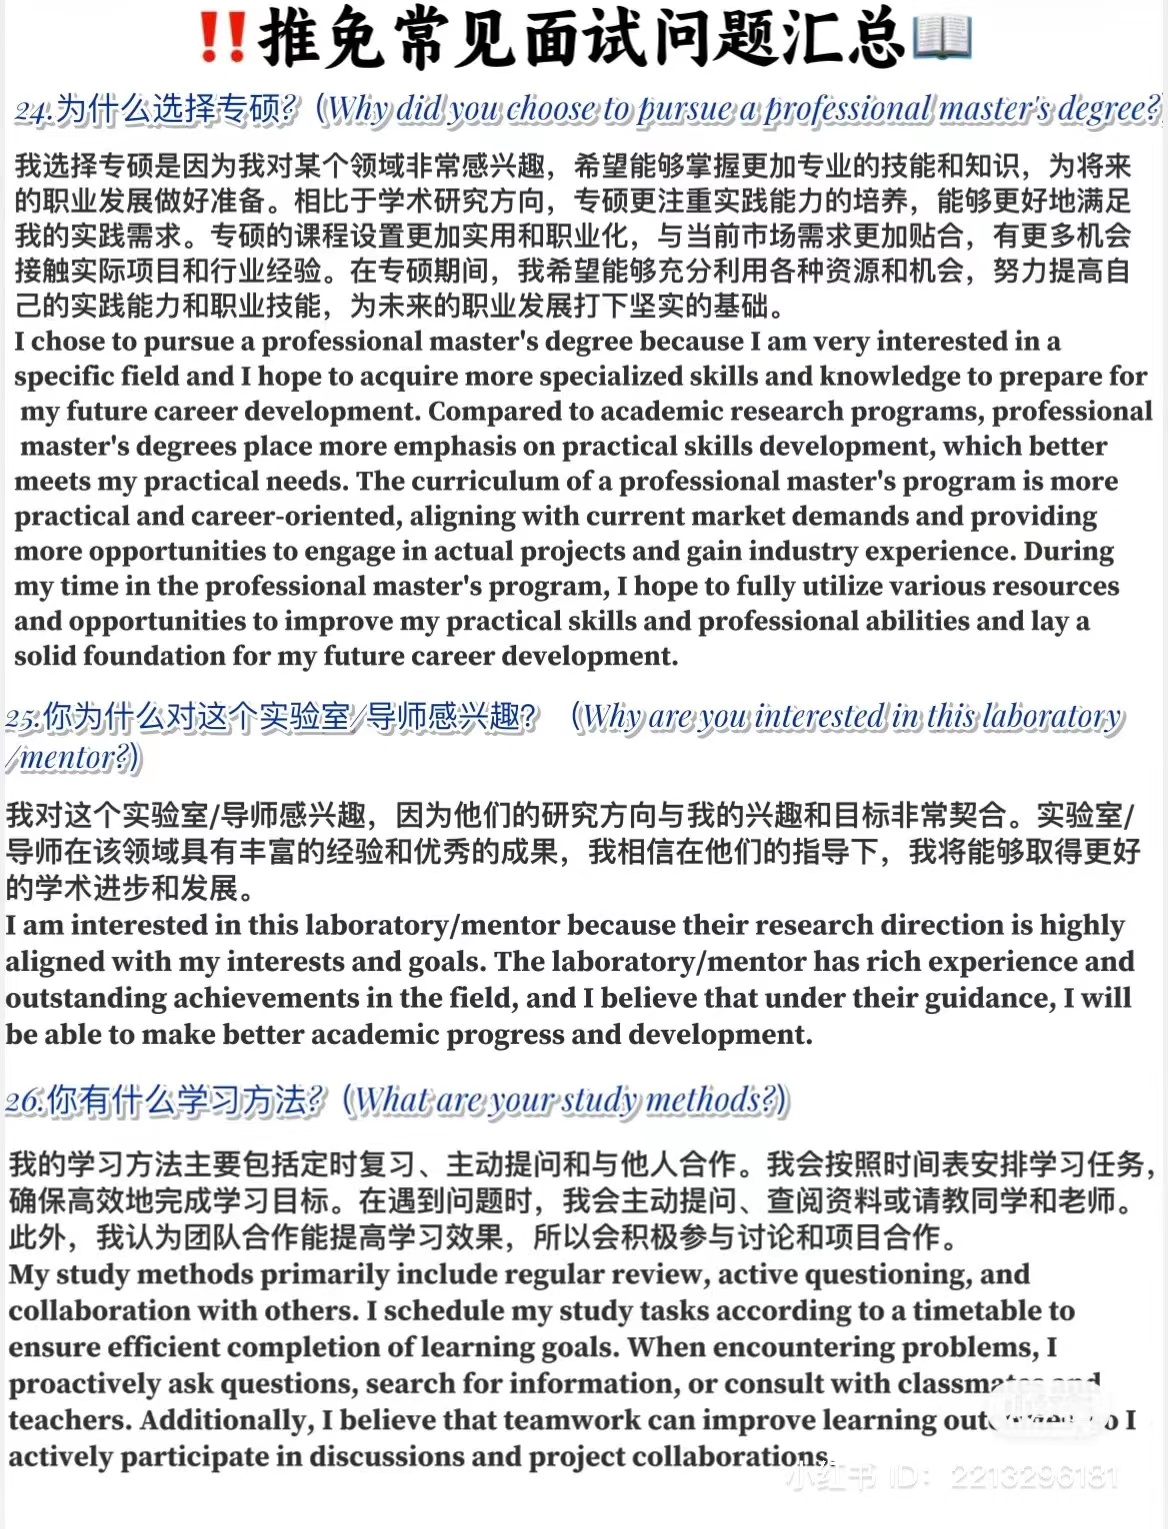 ‼️推免常见面试问题汇总📖
24.为什么选择专硕？(Why did you choose to pursue a professional master's degree?
我选择专硕是因为我对某个领域非常感兴趣，希望能够掌握更加专业的技能和知识，为将来
的职业发展做好准备。相比于学术研究方向，专硕更注重实践能力的培养，能够更好地满足
我的实践需求。专硕的课程设置更加实用和职业化，与当前市场需求更加贴合，有更多机会
接触实际项目和行业经验。在专硕期间，我希望能够充分利用各种资源和机会，努力提高自
己的实践能力和职业技能，为未来的职业发展打下坚实的基础。
I chose to pursue a professional master's degree because I am very interested in a
specific field and I hope to acquire more specialized skills and knowledge to prepare for
my future career development. Compared to academic research programs, professional
master's degrees place more emphasis on practical skills development, which better
meets my practical needs. The curriculum of a professional master's program is more
practical and career-oriented, aligning with current market demands and providing
more opportunities to engage in actual projects and gain industry experience. During
my time in the professional master's program, I hope to fully utilize various resources
and opportunities to improve my practical skills and professional abilities and lay a
solid foundation for my future career development.
25.你为什么对这个实验室/导师感兴趣？ (Why are you interested in this laboratory
/mentor?)
我对这个实验室/导师感兴趣，因为他们的研究方向与我的兴趣和目标非常契合。实验室/
导师在该领域具有丰富的经验和优秀的成果，我相信在他们的指导下，我将能够取得更好
的学术进步和发展。
I am interested in this laboratory/mentor because their research direction is highly
aligned with my interests and goals. The laboratory/mentor has rich experience and
outstanding achievements in the field, and I believe that under their guidance, I will
be able to make better academic progress and development.
26.你有什么学习方法？(What are your study methods?)
我的学习方法主要包括定时复习、主动提问和与他人合作。我会按照时间表安排学习任务，
确保高效地完成学习目标。在遇到问题时，我会主动提问、查阅资料或请教同学和老师。
此外，我认为团队合作能提高学习效果，所以会积极参与讨论和项目合作。
My study methods primarily include regular review, active questioning, and
collaboration with others. I schedule my study tasks according to a timetable to
ensure efficient completion of learning goals. When encountering problems, I
proactively ask questions, search for information, or consult with classmates and
teachers. Additionally, I believe that teamwork can improve learning outcomes, so I
actively participate in discussions and project collaborations.
小红书 ID: 2213296181